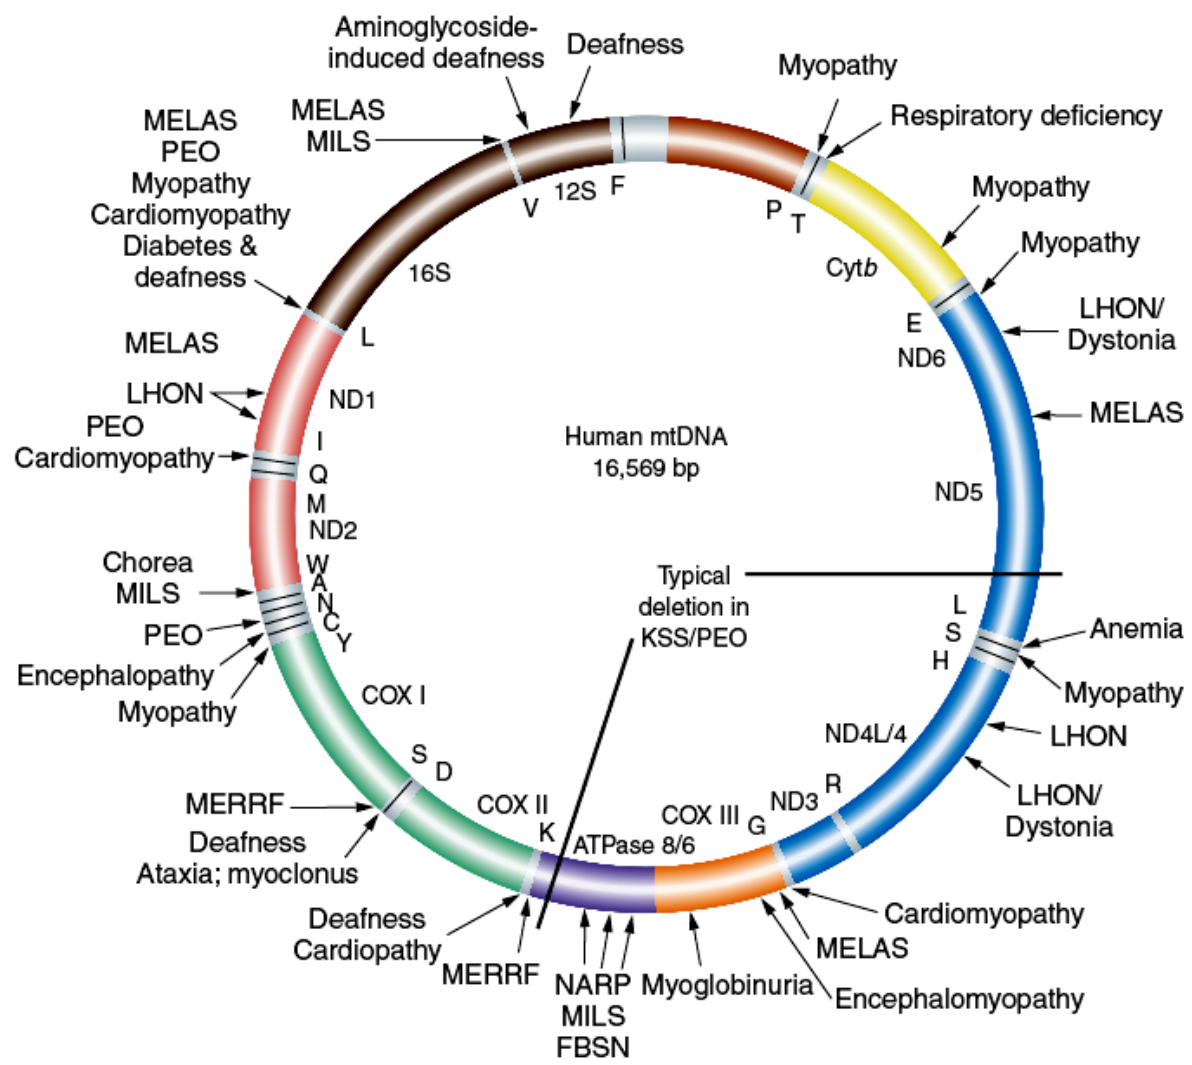 Aminoglycoside-
induced deafness
Deafness
Myopathy
Respiratory deficiency
MELAS
MILS
MELAS
PEO
Myopathy
Cardiomyopathy
Diabetes &
deafness
V
12S
F
P
T
Myopathy
Myopathy
Cytb
16S
LHON/
Dystonia
E
ND6
L
MELAS
LHON
ND1
MELAS
PEO
Cardiomyopathy
I
Q
M
ND2
W
A
N
C
Y
Human mtDNA
16,569 bp
ND5
Chorea
MILS
PEO
Encephalopathy
Myopathy
Typical
deletion in
KSS/PEO
L
S
H
Anemia
Myopathy
LHON
LHON/
Dystonia
COX I
S
D
ND4L/4
R
ND3
G
COX III
ATPase 8/6
K
COX II
MERRF
Deafness
Ataxia; myoclonus
Deafness
Cardiopathy
MERRF
NARP
MILS
FBSN
Myoglobinuria
Cardiomyopathy
MELAS
Encephalomyopathy